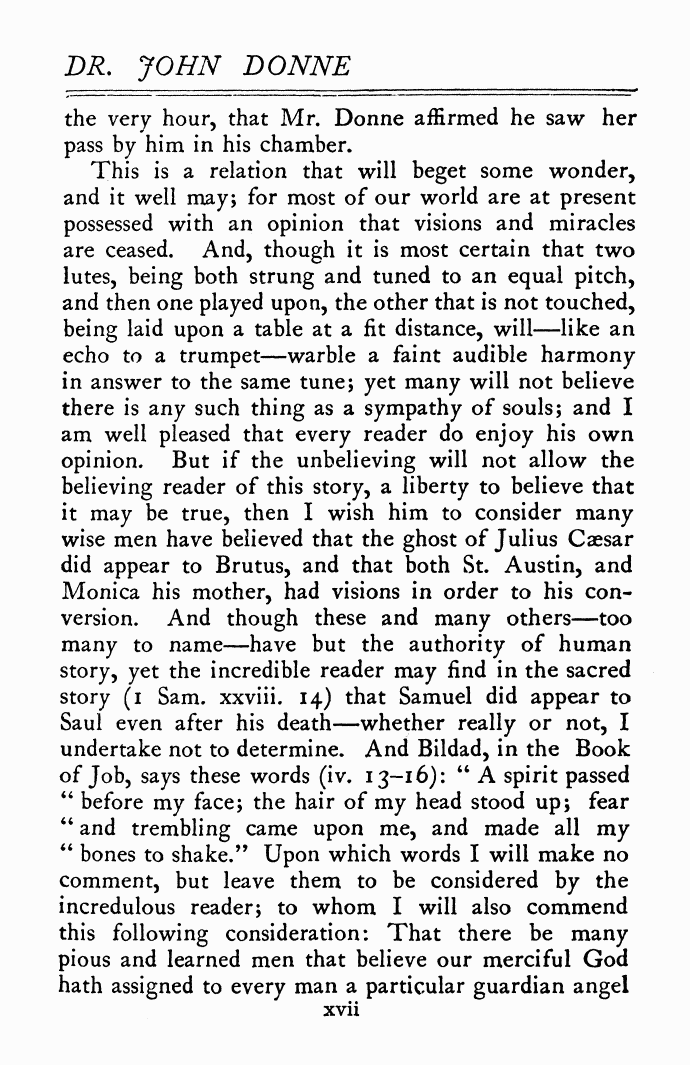 DR. JOHN DONNE
the very hour, that Mr. Donne affirmed he saw her
pass by him in his chamber.
This is a relation that will beget some wonder,
and it well may; for most of our world are at present
possessed with an opinion that visions and miracles
are ceased. And, though it is most certain that two
lutes, being both strung and tuned to an equal pitch,
and then one played upon, the other that is not touched,
being laid upon a table at a fit distance, will—like an
echo to a trumpet—warble a faint audible harmony
in answer to the same tune; yet many will not believe
there is any such thing as a sympathy of souls; and I
am well pleased that every reader do enjoy his own
opinion. But if the unbelieving will not allow the
believing reader of this story, a liberty to believe that
it may be true, then I wish him to consider many
wise men have believed that the ghost of Julius Cæsar
did appear to Brutus, and that both St. Austin, and
Monica his mother, had visions in order to his con-
version. And though these and many others—too
many to name—have but the authority of human
story, yet the incredible reader may find in the sacred
story (1 Sam. xxviii. 14) that Samuel did appear to
Saul even after his death—whether really or not, I
undertake not to determine. And Bildad, in the Book
of Job, says these words (iv. 13–16): “ A spirit passed
“ before my face; the hair of my head stood up; fear
“ and trembling came upon me, and made all my
“ bones to shake.” Upon which words I will make no
comment, but leave them to be considered by the
incredulous reader; to whom I will also commend
this following consideration: That there be many
pious and learned men that believe our merciful God
hath assigned to every man a particular guardian angel
xvii